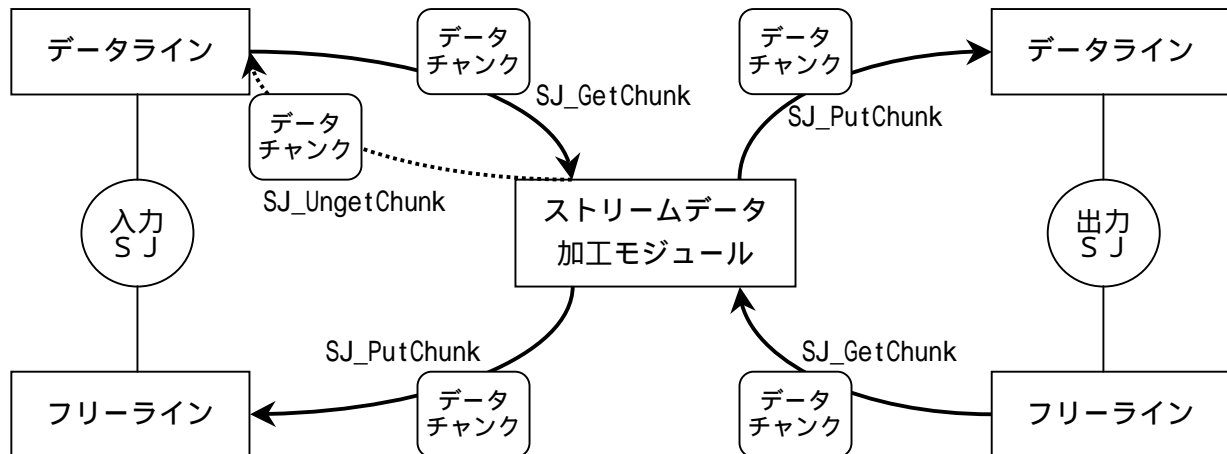 データライン
データ
チャンク
SJ_GetChunk
データ
チャンク
SJ_UngetChunk
データ
チャンク
SJ_PutChunk
データライン
入力
ＳＪ
ストリームデータ
加工モジュール
出力
ＳＪ
フリーライン
SJ_PutChunk
データ
チャンク
SJ_GetChunk
データ
チャンク
フリーライン